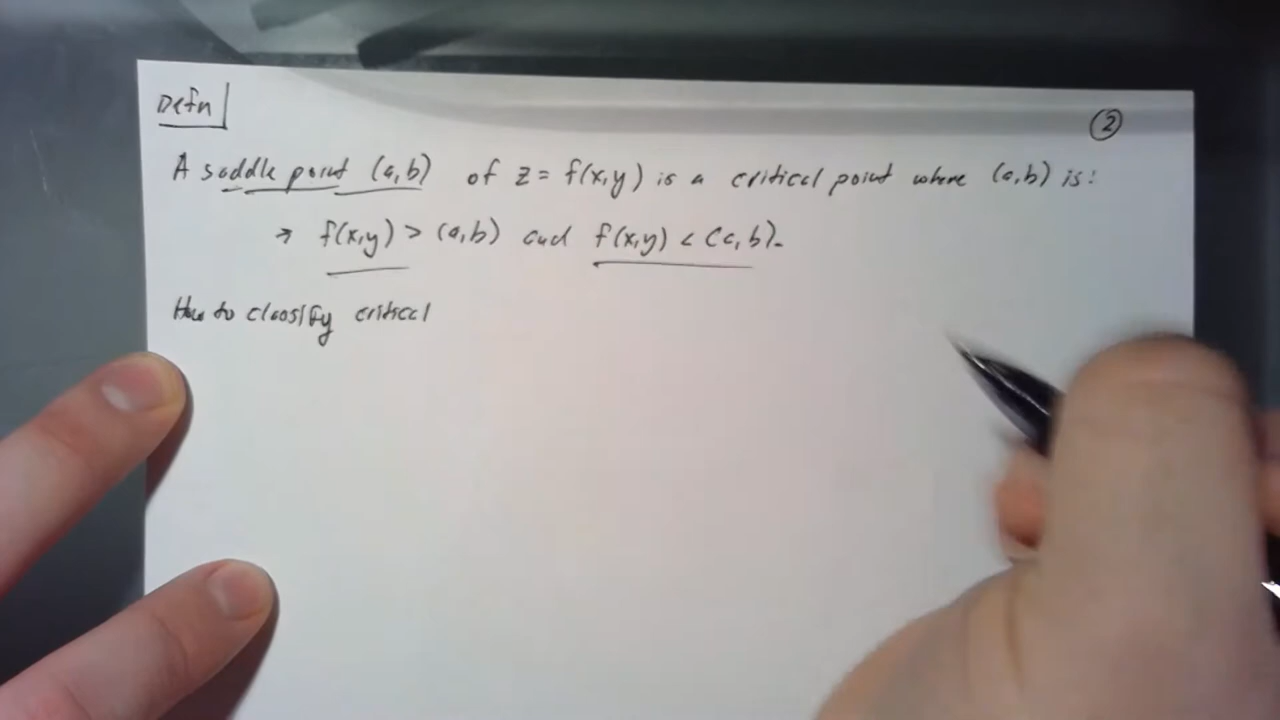 Defn
②
A saddle point (a,b) of z = f(x,y) is a critical point where (a,b) is:
→ f(x,y) > (a,b) and f(x,y) < (a,b).
How to classify critical